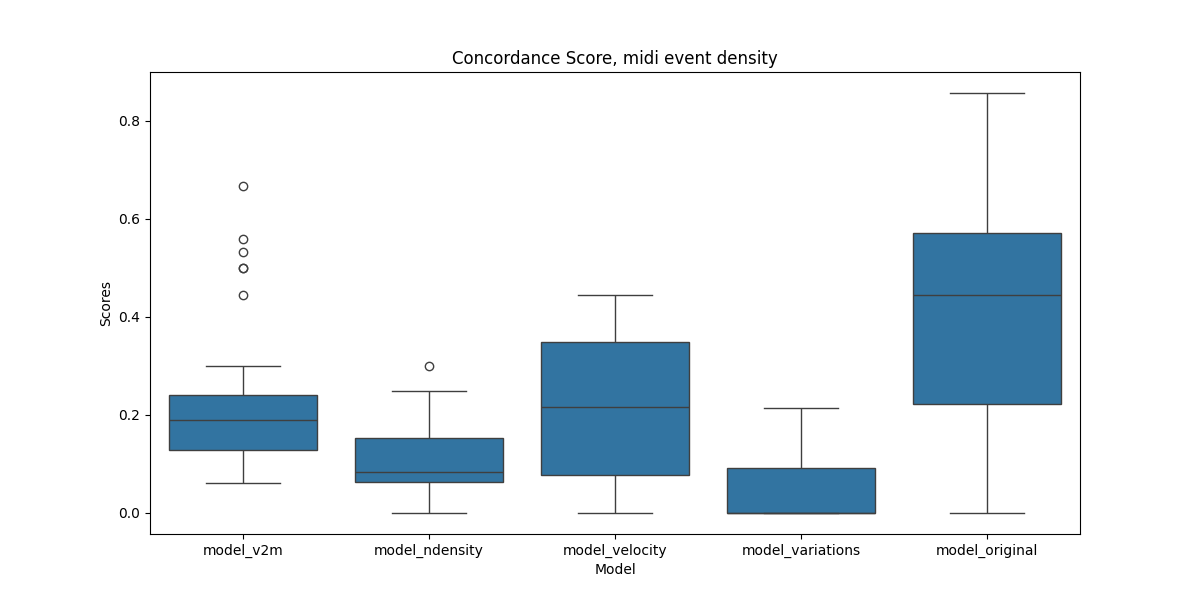 Concordance Score, midi event density
Scores
0.8
0.6
0.4
0.2
0.0
model_v2m model_ndensity model_velocity model_variations model_original
Model